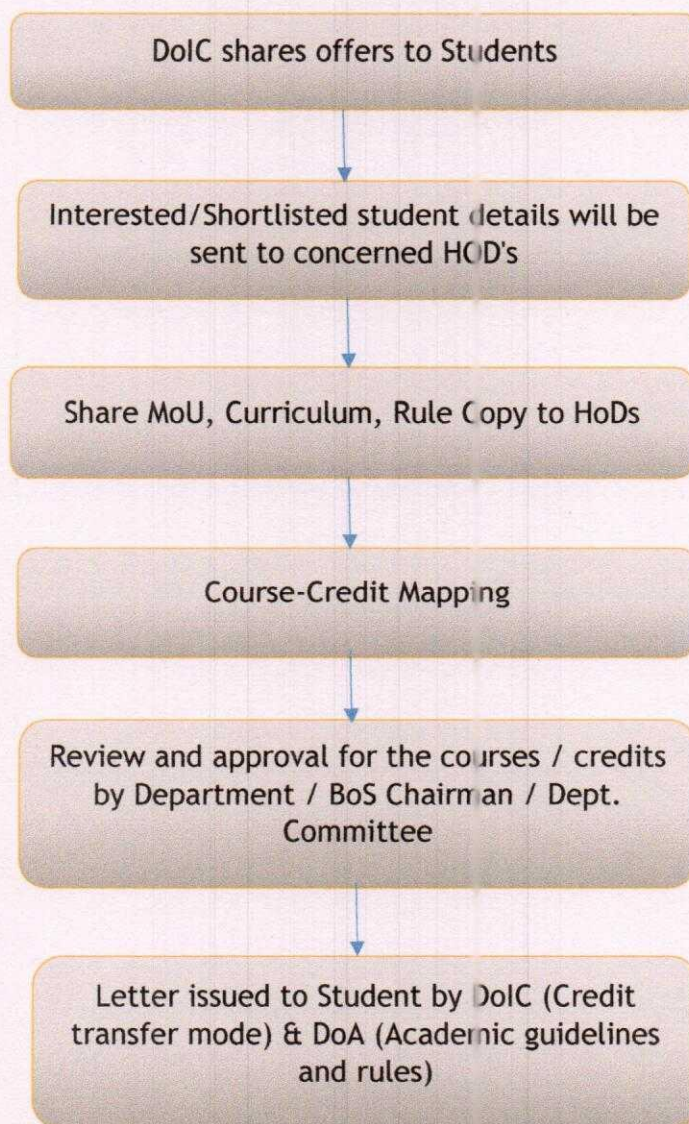 DoIC shares offers to Students
Interested/Shortlisted student details will be
sent to concerned HOD's
Share MoU, Curriculum, Rule Copy to HoDs
Course-Credit Mapping
Review and approval for the courses / credits
by Department / BoS Chairman / Dept.
Committee
Letter issued to Student by DoIC (Credit
transfer mode) & DoA (Academic guidelines
and rules)